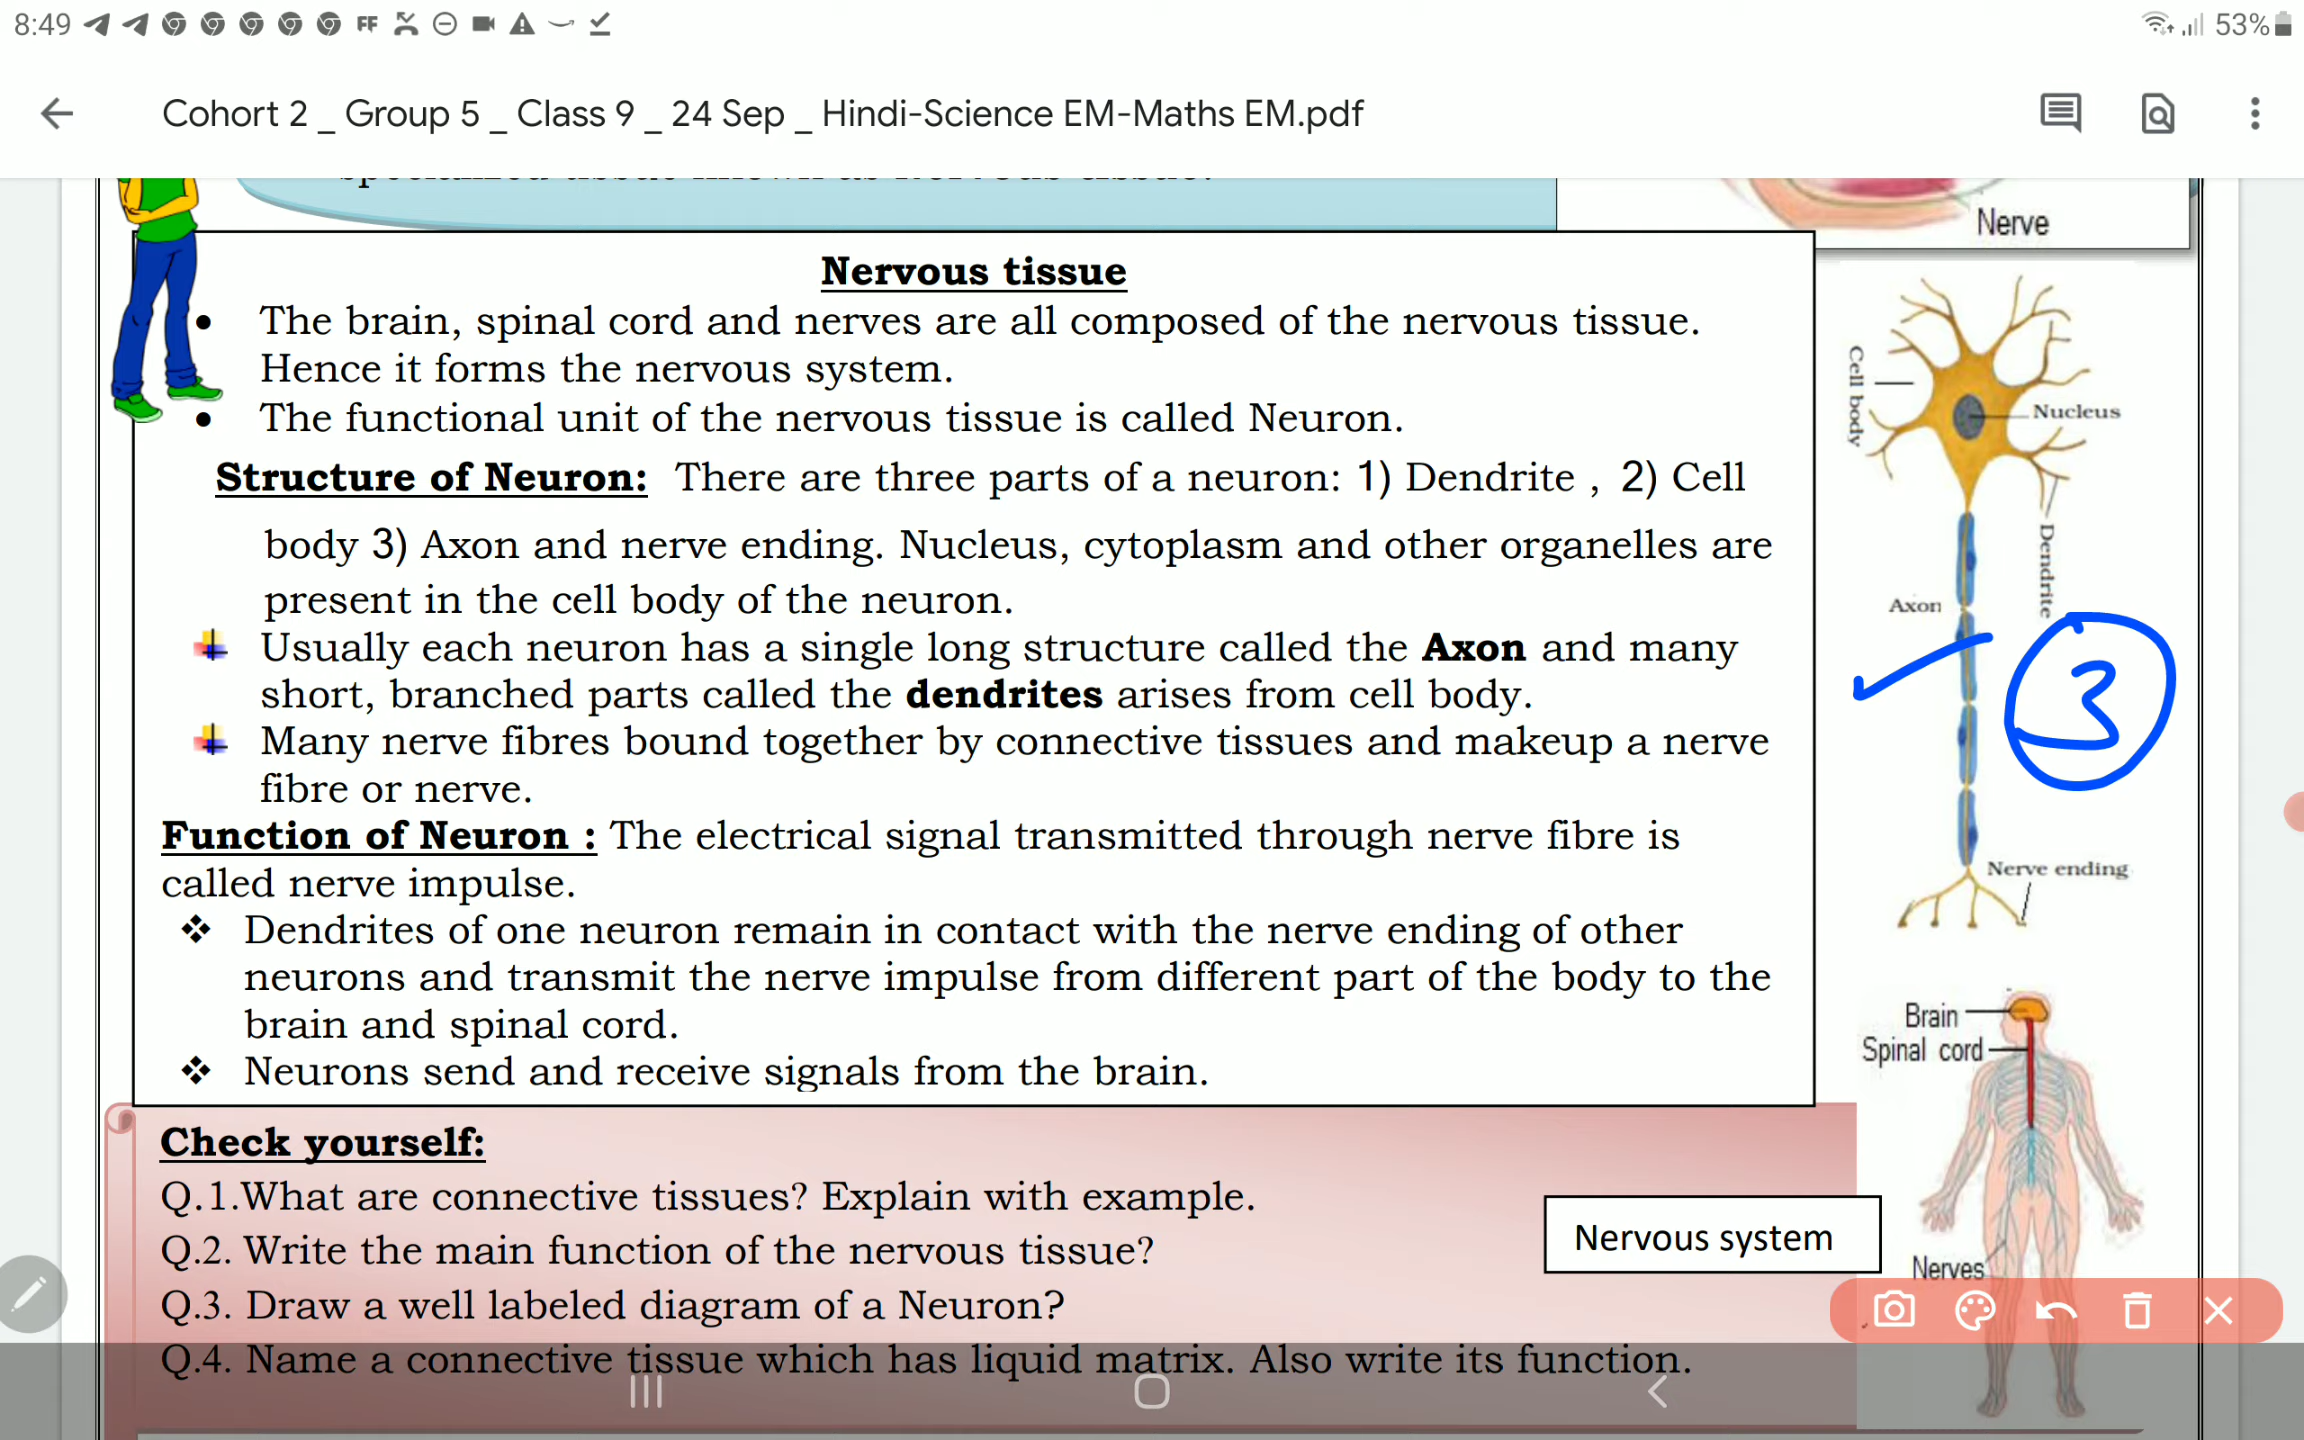 8:49
FF
53%
Cohort 2 _ Group 5 _ Class 9 _ 24 Sep _ Hindi-Science EM-Maths EM.pdf
Nerve
Nervous tissue
• The brain, spinal cord and nerves are all composed of the nervous tissue.
Hence it forms the nervous system.
• The functional unit of the nervous tissue is called Neuron.
Structure of Neuron: There are three parts of a neuron: 1) Dendrite , 2) Cell
body 3) Axon and nerve ending. Nucleus, cytoplasm and other organelles are
present in the cell body of the neuron.
Usually each neuron has a single long structure called the Axon and many
short, branched parts called the dendrites arises from cell body.
Many nerve fibres bound together by connective tissues and makeup a nerve
fibre or nerve.
Function of Neuron : The electrical signal transmitted through nerve fibre is
called nerve impulse.
❖ Dendrites of one neuron remain in contact with the nerve ending of other
neurons and transmit the nerve impulse from different part of the body to the
brain and spinal cord.
❖ Neurons send and receive signals from the brain.
Cell body
Nucleus
Dendrite
Axon
3
Nerve ending
Brain
Spinal cord
Nerves
Nervous system
Check yourself:
Q.1.What are connective tissues? Explain with example.
Q.2. Write the main function of the nervous tissue?
Q.3. Draw a well labeled diagram of a Neuron?
Q.4. Name a connective tissue which has liquid matrix. Also write its function.